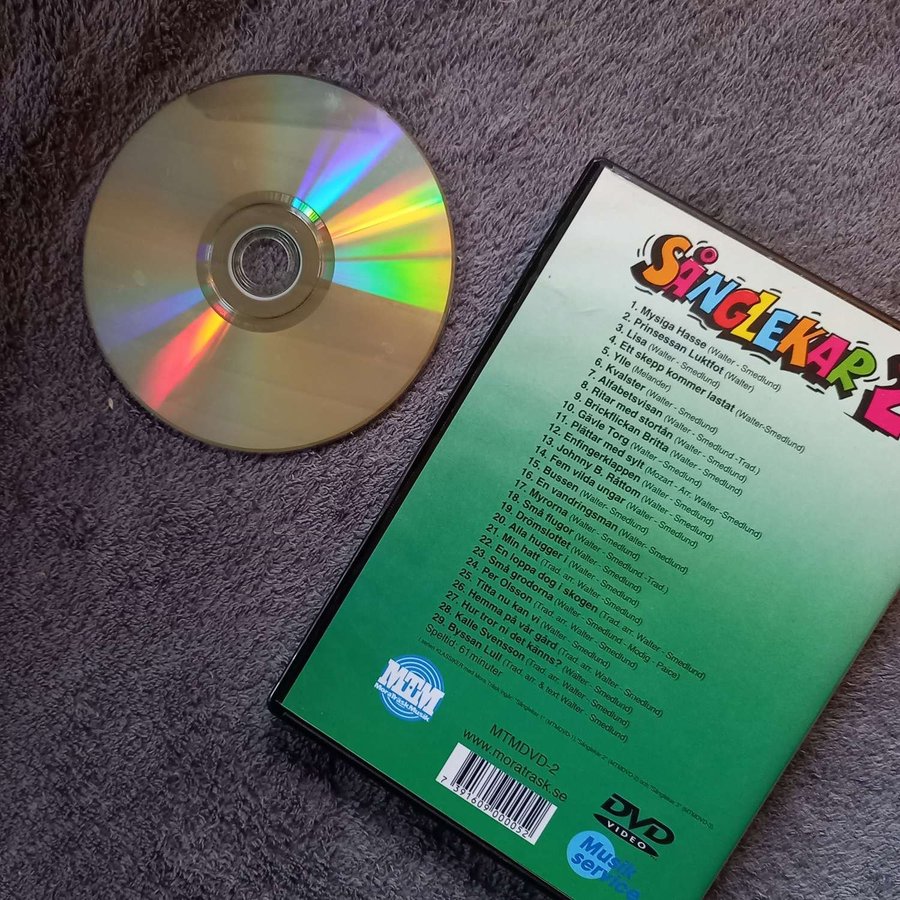 SÅNGLEKAR 2
1. Mysiga Hasse (Walter - Smedlund)
2. Prinsessan Luktfot (Walter)
3. Lisa (Walter - Smedlund)
4. Ett skepp kommer lastat (Walter-Smedlund)
5. Ylle (Melander)
6. Kvalster (Walter - Smedlund)
7. Alfabetsvisan (Walter - Smedlund -Trad.)
8. Ritar med stortån (Walter - Smedlund)
9. Brickflickan Britta (Walter - Smedlund)
10. Gävle Torg (Walter - Smedlund)
11. Plättar med sylt (Mozart - Arr. Walter -Smedlund)
12. Enfingerklappen (Walter - Smedlund)
13. Johnny B. Råttom (Walter - Smedlund)
14. Fem vilda ungar (Walter - Smedlund)
15. Bussen (Walter- Smedlund)
16. En vandringsman (Walter- Smedlund)
17. Myrorna (Walter - Smedlund)
18. Små flugor (Walter - Smedlund)
19. Drömslottet (Walter - Smedlund -Trad.)
20. Alla hugger i (Walter - Smedlund)
21. Min hatt (Trad. arr. Walter -Smedlund)
22. En loppa dog i skogen (Trad. arr. Walter - Smedlund)
23. Små grodorna (Walter - Smedlund - Modig - Paice)
24. Per Olsson (Trad. arr. Walter - Smedlund)
25. Titta nu kan vi (Walter - Smedlund)
26. Hemma på vår gård (Trad. arr. Walter - Smedlund)
27. Hur tror ni det känns? (Walter - Smedlund)
28. Kalle Svensson (Trad. arr. Walter - Smedlund)
29. Byssan Lull (Trad. arr. & text Walter - Smedlund)
Speltid: 61minuter
MTM
MoraTräsk Musik
MTMDVD-2
www.moratrask.se
7 391609 000052
DVD
VIDEO
Musik
service